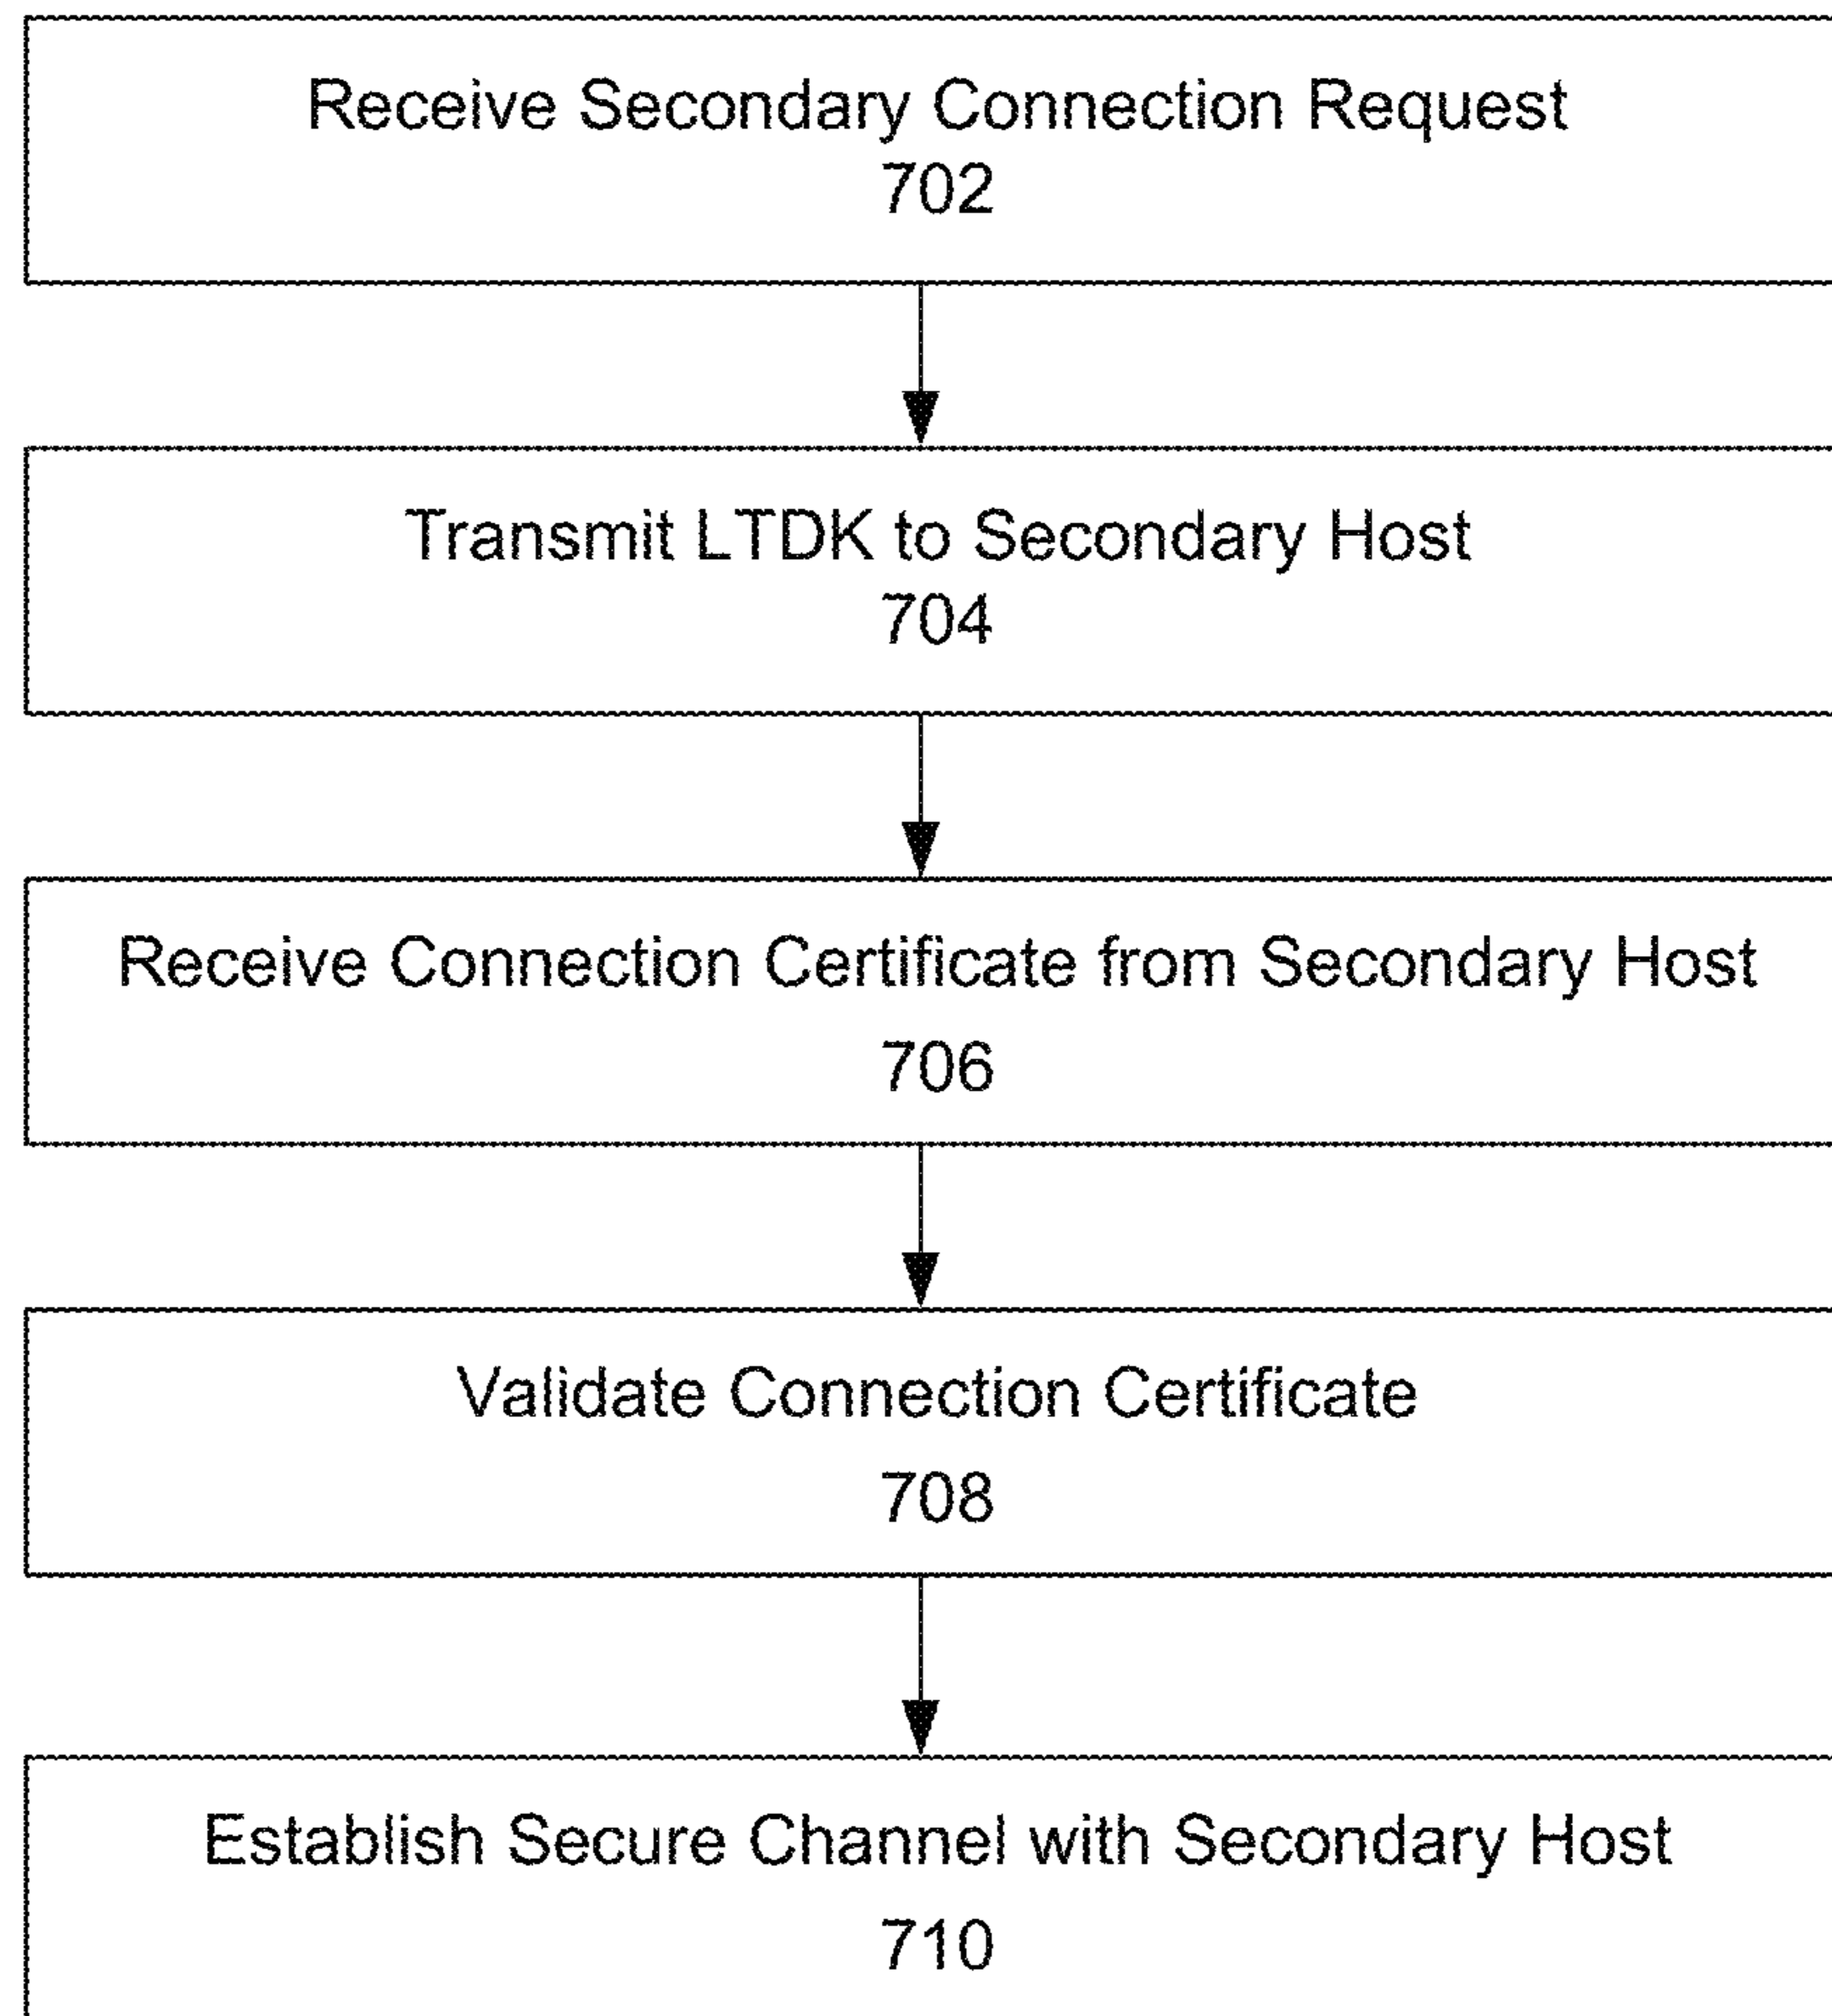 Receive Secondary Connection Request
702
Transmit LTDK to Secondary Host
704
Receive Connection Certificate from Secondary Host
706
Validate Connection Certificate
708
Establish Secure Channel with Secondary Host
710